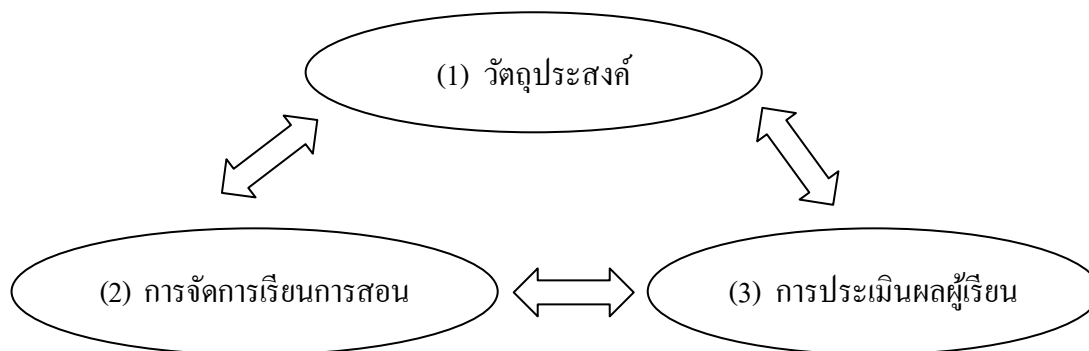 (1) วัตถุประสงค์
(2) การจัดการเรียนการสอน
(3) การประเมินผลผู้เรียน